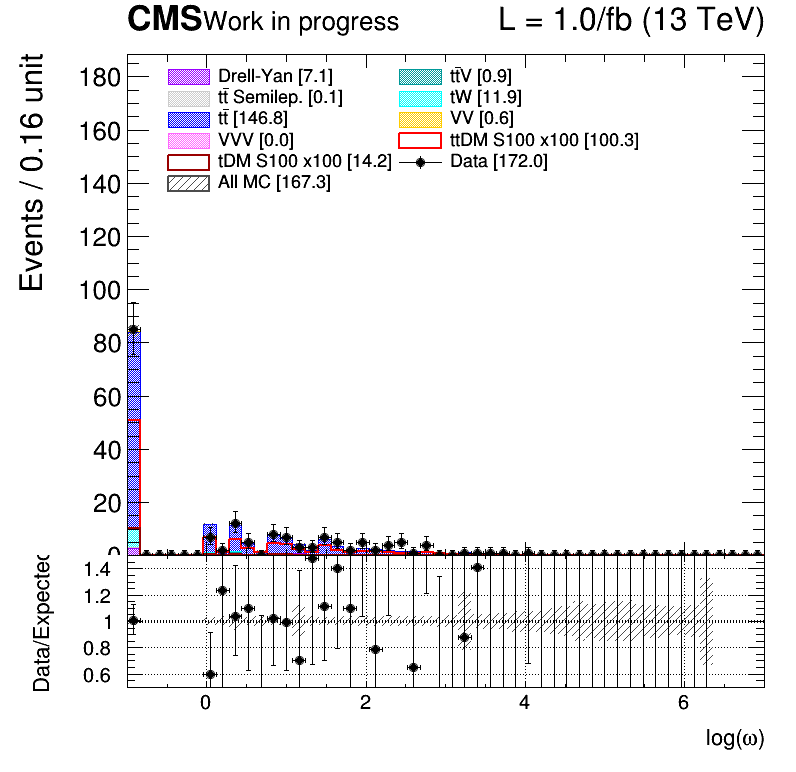 CMS Work in progress L = 1.0/fb (13 TeV)
Events / 0.16 unit
180
160
140
120
100
80
60
40
20
0
Drell-Yan [7.1] tt̄V [0.9]
tt̄ Semilep. [0.1] tW [11.9]
tt̄ [146.8] VV [0.6]
VVV [0.0] ttDM S100 x100 [100.3]
tDM S100 x100 [14.2] Data [172.0]
All MC [167.3]
Data/Expected
1.4
1.2
1
0.8
0.6
0 2 4 6
log(ω)